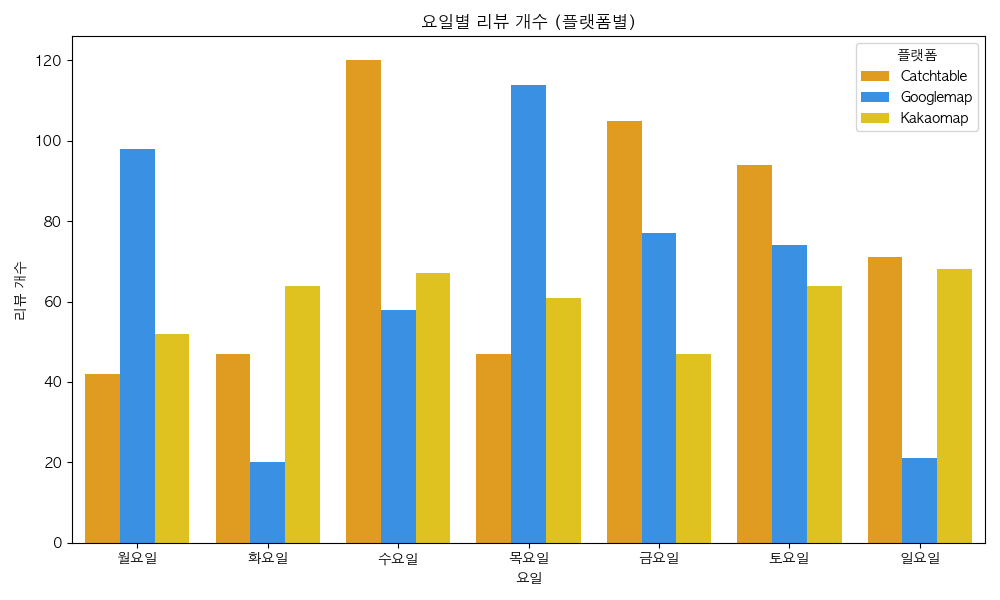 요일별 리뷰 개수 (플랫폼별)
플랫폼
Catchtable
Googlemap
Kakaomap
리뷰 개수
120
100
80
60
40
20
0
월요일 화요일 수요일 목요일 금요일 토요일 일요일
요일